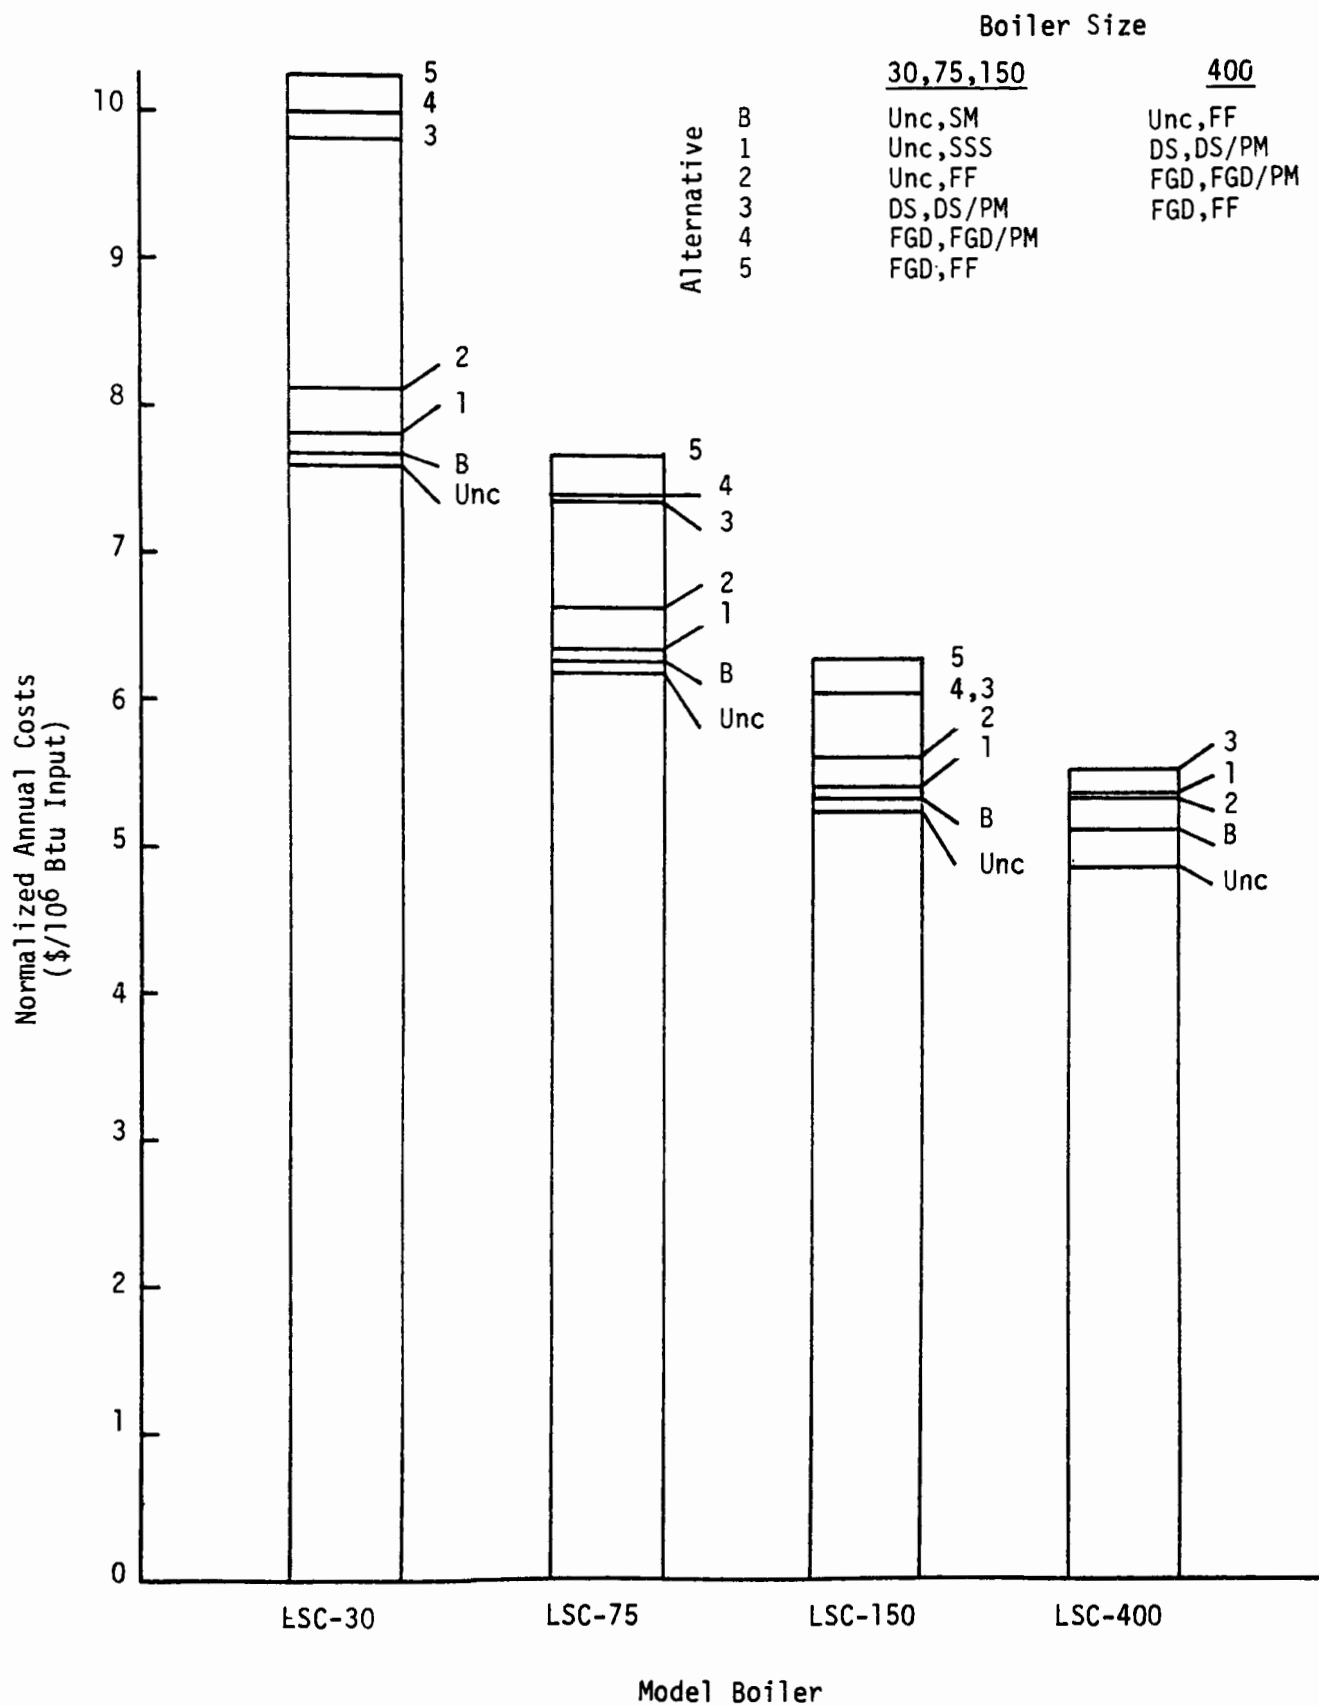 Boiler Size
30,75,150 400
Alternative
B Unc,SM Unc,FF
1 Unc,SSS DS,DS/PM
2 Unc,FF FGD,FGD/PM
3 DS,DS/PM FGD,FF
4 FGD,FGD/PM
5 FGD,FF
Normalized Annual Costs
($/10⁶ Btu Input)
10
9
8
7
6
5
4
3
2
1
0
5
4
3
2
1
B
Unc
5
4
3
2
1
B
Unc
5
4,3
2
1
B
Unc
3
1
2
B
Unc
LSC-30 LSC-75 LSC-150 LSC-400
Model Boiler